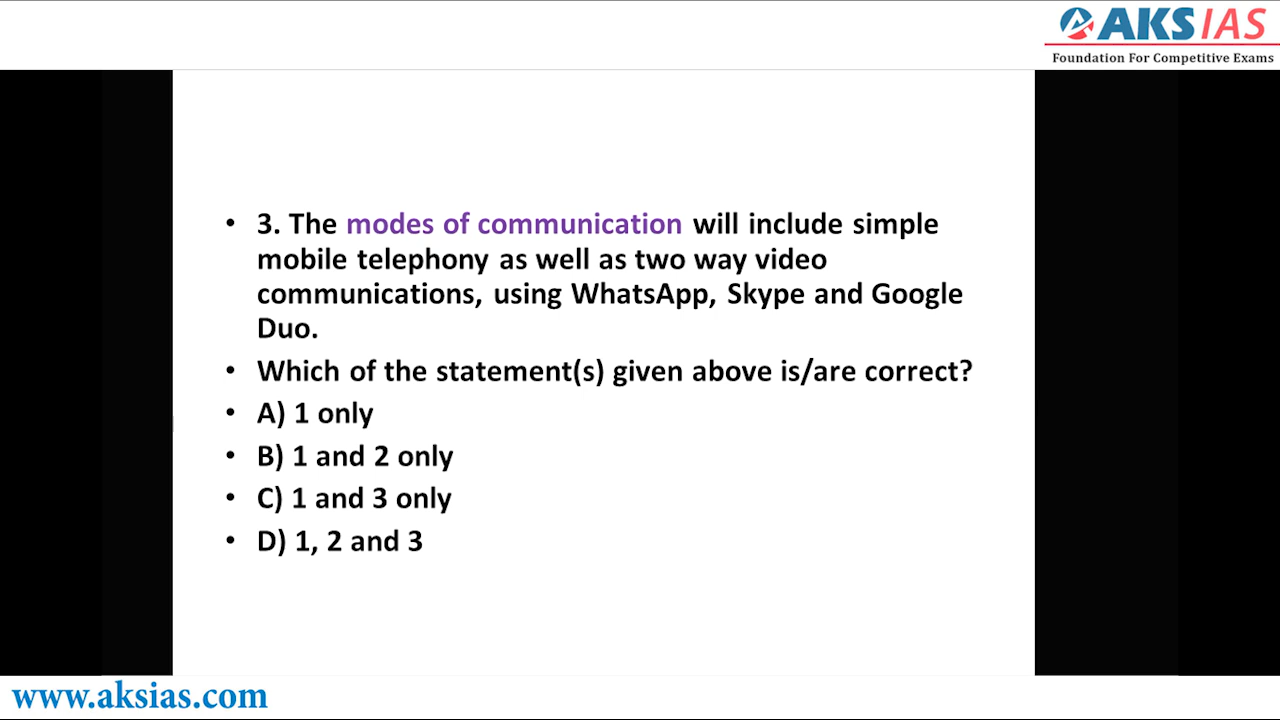 AKS IAS
Foundation For Competitive Exams
• 3. The modes of communication will include simple
mobile telephony as well as two way video
communications, using WhatsApp, Skype and Google
Duo.
• Which of the statement(s) given above is/are correct?
• A) 1 only
• B) 1 and 2 only
• C) 1 and 3 only
• D) 1, 2 and 3
www.aksias.com